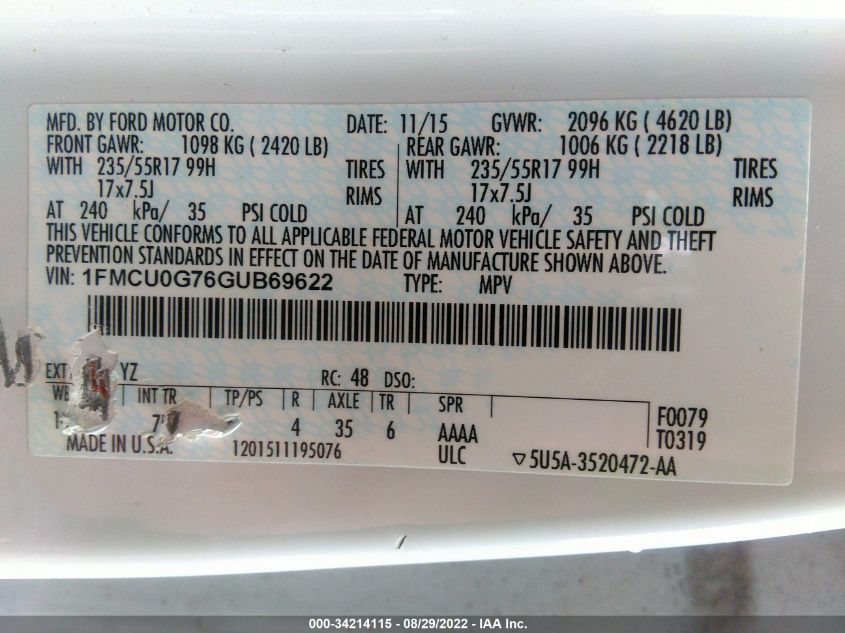 MFD. BY FORD MOTOR CO. DATE: 11/15 GVWR: 2096 KG ( 4620 LB)
FRONT GAWR: 1098 KG ( 2420 LB) REAR GAWR: 1006 KG ( 2218 LB)
WITH 235/55R17 99H TIRES WITH 235/55R17 99H TIRES
17x7.5J RIMS 17x7.5J RIMS
AT 240 kPa/ 35 PSI COLD AT 240 kPa/ 35 PSI COLD
THIS VEHICLE CONFORMS TO ALL APPLICABLE FEDERAL MOTOR VEHICLE SAFETY AND THEFT
PREVENTION STANDARDS IN EFFECT ON THE DATE OF MANUFACTURE SHOWN ABOVE.
VIN: 1FMCU0G76GUB69622 TYPE: MPV
YZ RC: 48 DSO:
INT TR TP/PS R AXLE TR SPR
4 35 6 AAAA F0079
MADE IN U.S.A. 1201511195076 ULC T0319
▽5U5A-3520472-AA
000-34214115 - 08/29/2022 - IAA Inc.